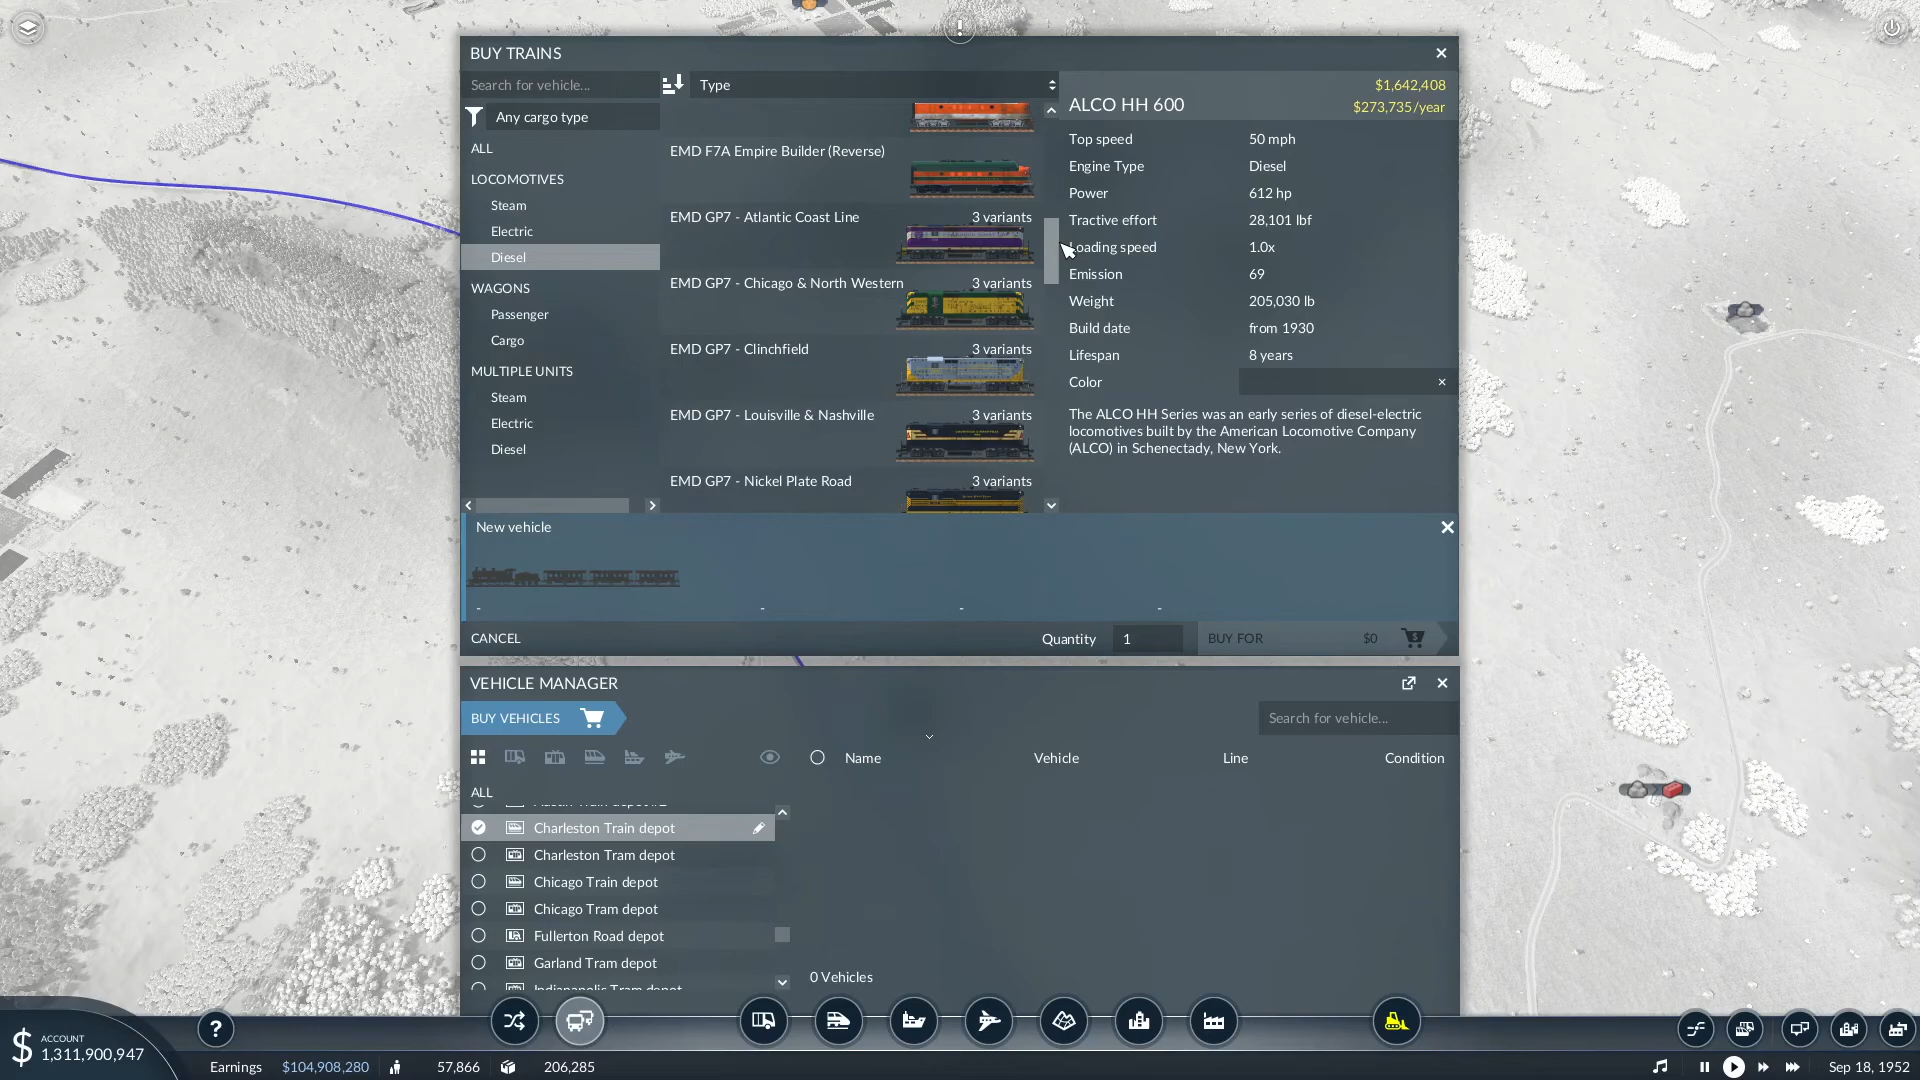 BUY TRAINS
Search for vehicle...
Type
$1,642,408
ALCO HH 600
$273,735/year
Any cargo type
ALL
LOCOMOTIVES
Steam
Electric
Diesel
WAGONS
Passenger
Cargo
MULTIPLE UNITS
Steam
Electric
Diesel
EMD F7A Empire Builder (Reverse)
EMD GP7 - Atlantic Coast Line 3 variants
EMD GP7 - Chicago & North Western 3 variants
EMD GP7 - Clinchfield 3 variants
EMD GP7 - Louisville & Nashville 3 variants
EMD GP7 - Nickel Plate Road 3 variants
Top speed 50 mph
Engine Type Diesel
Power 612 hp
Tractive effort 28,101 lbf
Loading speed 1.0x
Emission 69
Weight 205,030 lb
Build date from 1930
Lifespan 8 years
Color
The ALCO HH Series was an early series of diesel-electric
locomotives built by the American Locomotive Company
(ALCO) in Schenectady, New York.
New vehicle
- - - -
CANCEL
Quantity 1
BUY FOR $0
VEHICLE MANAGER
BUY VEHICLES
Search for vehicle...
Name Vehicle Line Condition
ALL
Charleston Train depot
Charleston Tram depot
Chicago Train depot
Chicago Tram depot
Fullerton Road depot
Garland Tram depot
Indianapolis Tram depot
0 Vehicles
$ ACCOUNT
1,311,900,947
?
Earnings $104,908,280 57,866 206,285
Sep 18, 1952